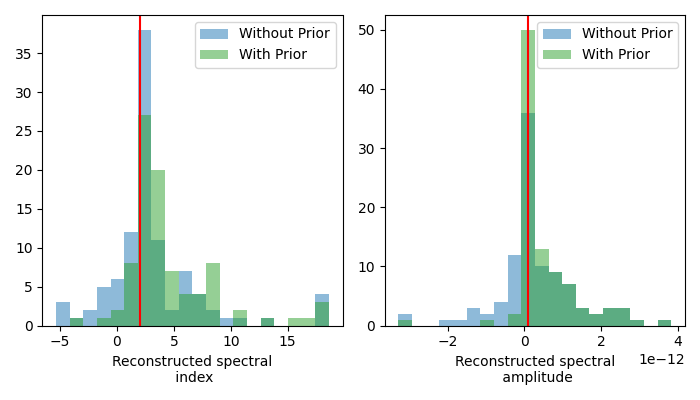 35
30
25
20
15
10
5
0
−5
0
5
10
15
Reconstructed spectral
index
Without Prior
With Prior
50
40
30
20
10
0
−2
0
2
4
1e−12
Reconstructed spectral
amplitude
Without Prior
With Prior